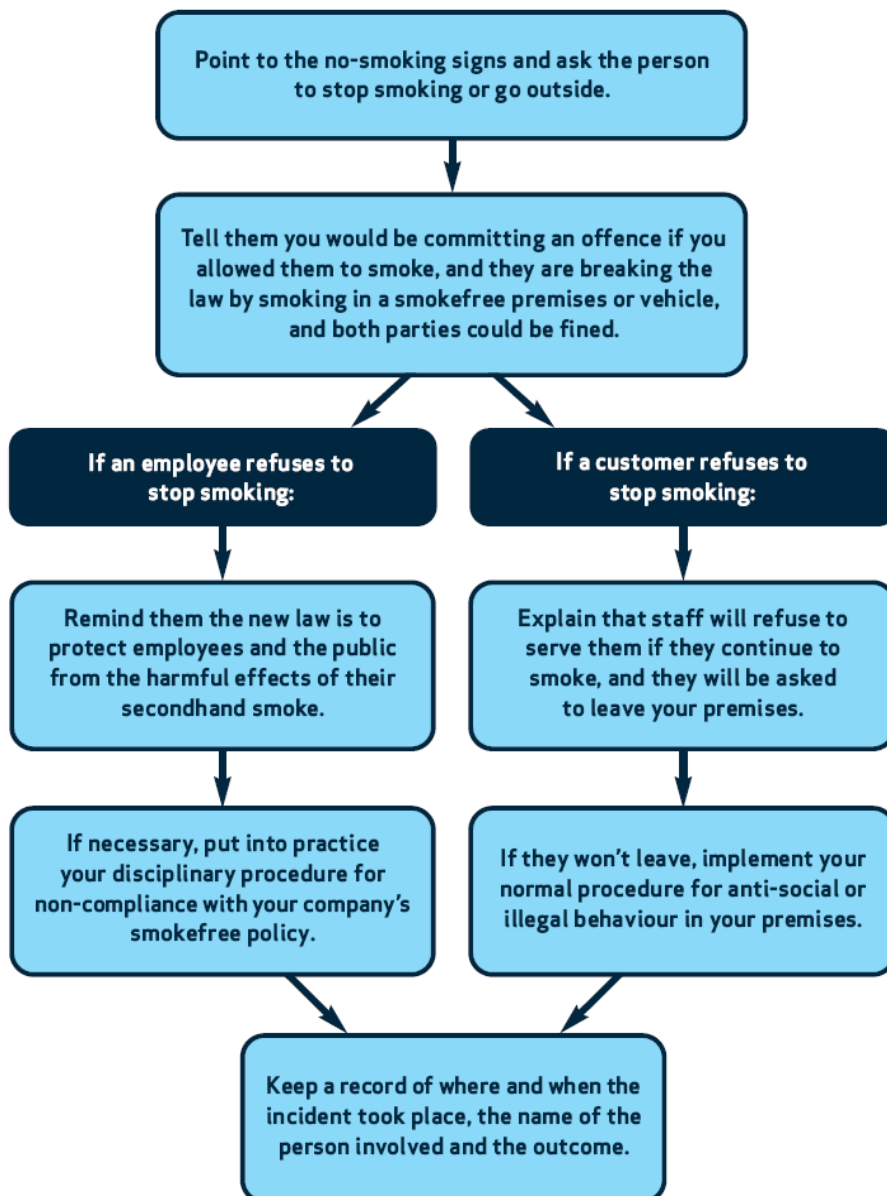 Point to the no-smoking signs and ask the person
to stop smoking or go outside.
Tell them you would be committing an offence if you
allowed them to smoke, and they are breaking the
law by smoking in a smokefree premises or vehicle,
and both parties could be fined.
If an employee refuses to
stop smoking:
Remind them the new law is to
protect employees and the public
from the harmful effects of their
secondhand smoke.
If necessary, put into practice
your disciplinary procedure for
non-compliance with your company's
smokefree policy.
If a customer refuses to
stop smoking:
Explain that staff will refuse to
serve them if they continue to
smoke, and they will be asked
to leave your premises.
If they won't leave, implement your
normal procedure for anti-social or
illegal behaviour in your premises.
Keep a record of where and when the
incident took place, the name of the
person involved and the outcome.